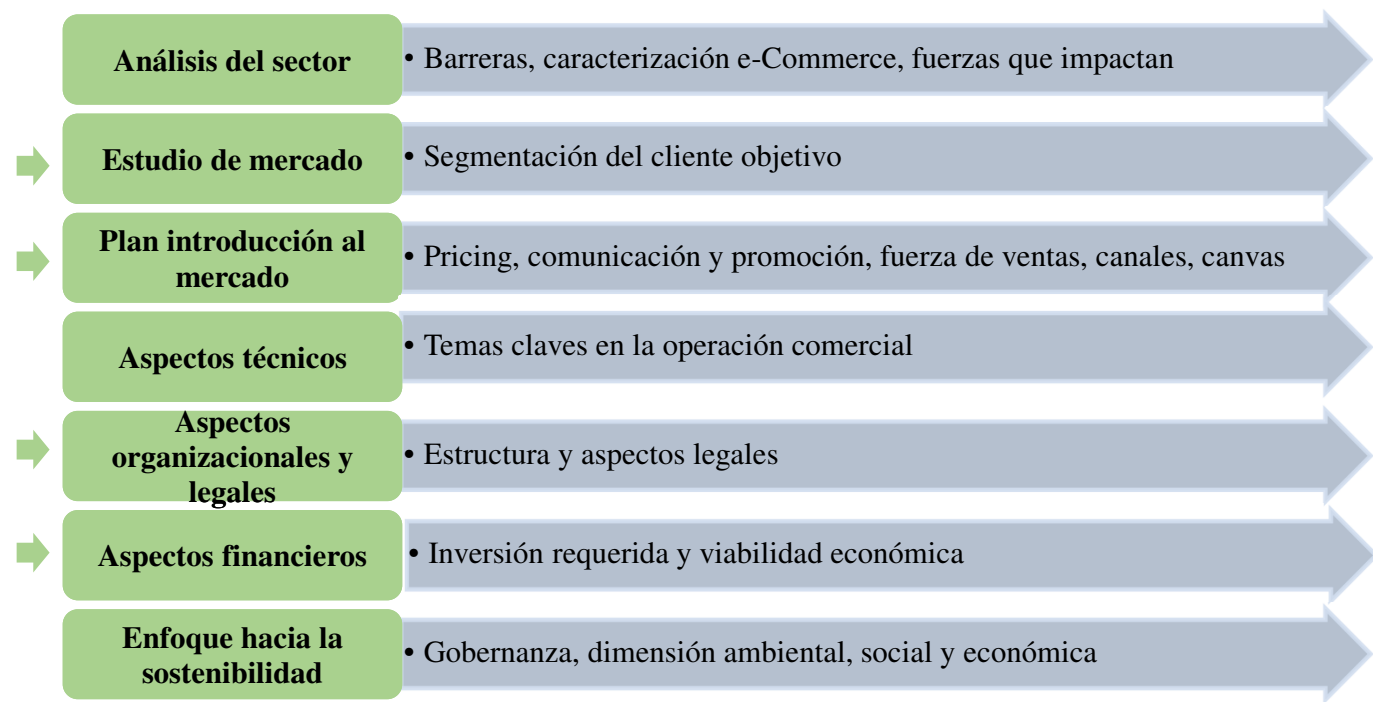 Análisis del sector
• Barreras, caracterización e-Commerce, fuerzas que impactan
Estudio de mercado
• Segmentación del cliente objetivo
Plan introducción al
mercado
• Pricing, comunicación y promoción, fuerza de ventas, canales, canvas
Aspectos técnicos
• Temas claves en la operación comercial
Aspectos
organizacionales y
legales
• Estructura y aspectos legales
Aspectos financieros
• Inversión requerida y viabilidad económica
Enfoque hacia la
sostenibilidad
• Gobernanza, dimensión ambiental, social y económica